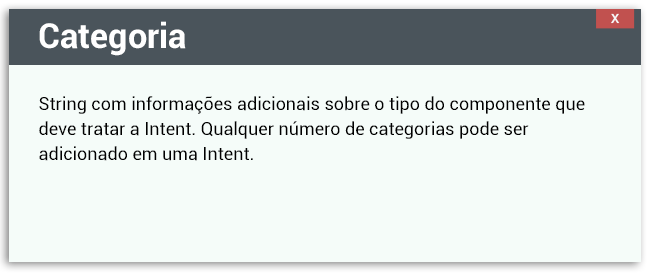 Categoria
X
String com informações adicionais sobre o tipo do componente que
deve tratar a Intent. Qualquer número de categorias pode ser
adicionado em uma Intent.